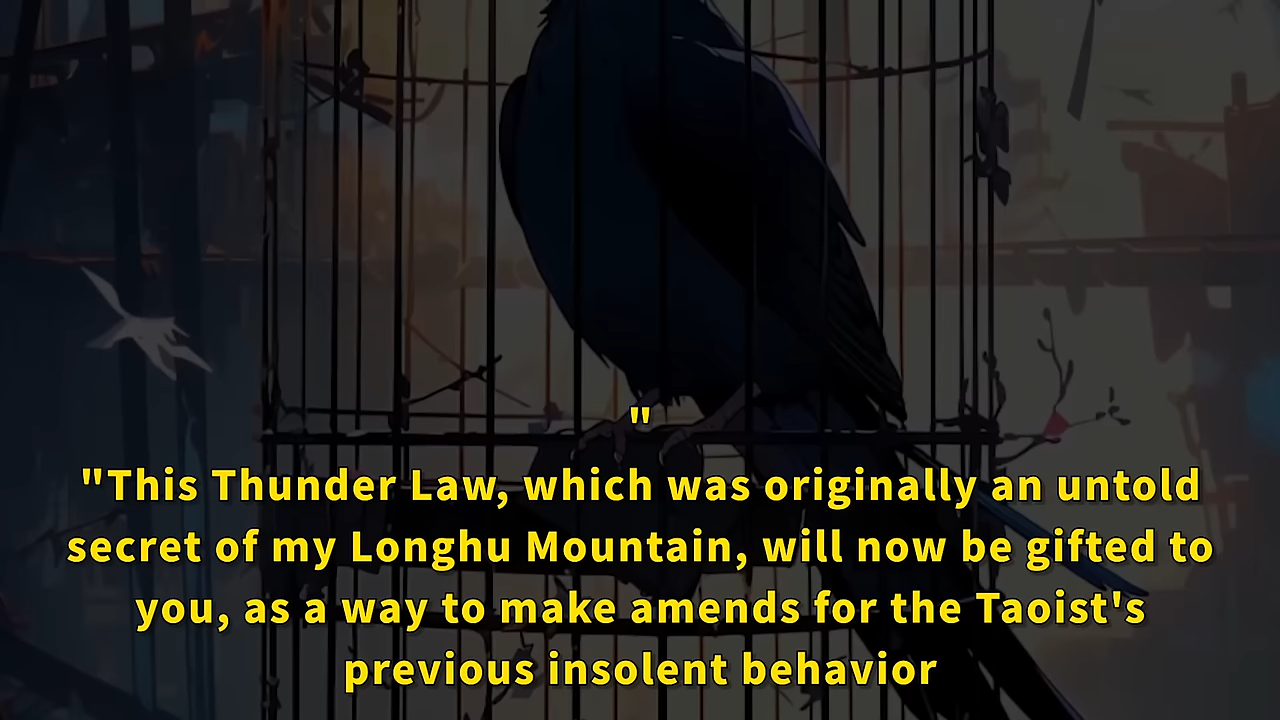 "
"This Thunder Law, which was originally an untold
secret of my Longhu Mountain, will now be gifted to
you, as a way to make amends for the Taoist's
previous insolent behavior